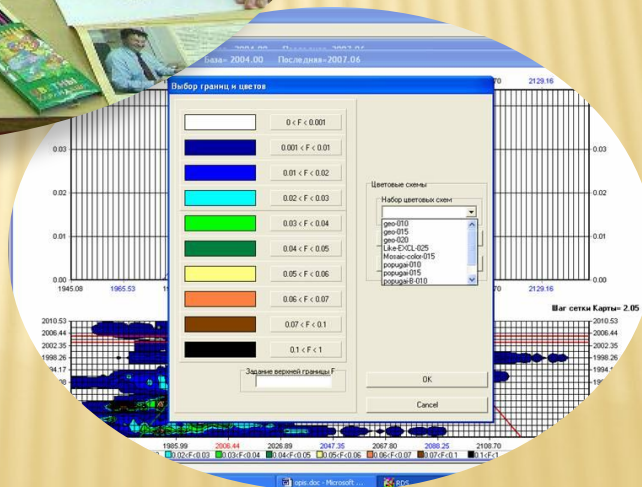 База= 2004.00 Последняя=2007.06
Выбор границ и цветов
70 2129.16
0 < F < 0.001
0.001 < F < 0.01
0.01 < F < 0.02
0.02 < F < 0.03
0.03 < F < 0.04
0.04 < F < 0.05
0.05 < F < 0.06
0.06 < F < 0.07
0.07 < F < 0.1
0.1 < F < 1
Задание верхней границы F
Цветовые схемы
Набор цветовых схем
geo-010
geo-015
geo-020
Like-EXCL-025
Mosaic-color-015
popugai-010
popugai-015
popugai-B-010
OK
Cancel
0.03 0.03
0.02 0.02
0.01 0.01
0.00 0.00
1945.08 1965.53 70 2129.16
Шаг сетки Карты= 2.05
2010.53 2010.53
2006.44 2006.44
2002.35 2002.35
1998.26 1998.26
1985.99 2006.44 2026.89 2047.35 2067.80 2088.25 2108.70
0.02<F<0.03 0.03<F<0.04 0.04<F<0.05 0.05<F<0.06 0.06<F<0.07 0.07<F<0.1 0.1<F<1
opis.doc - Microsoft ... RDS